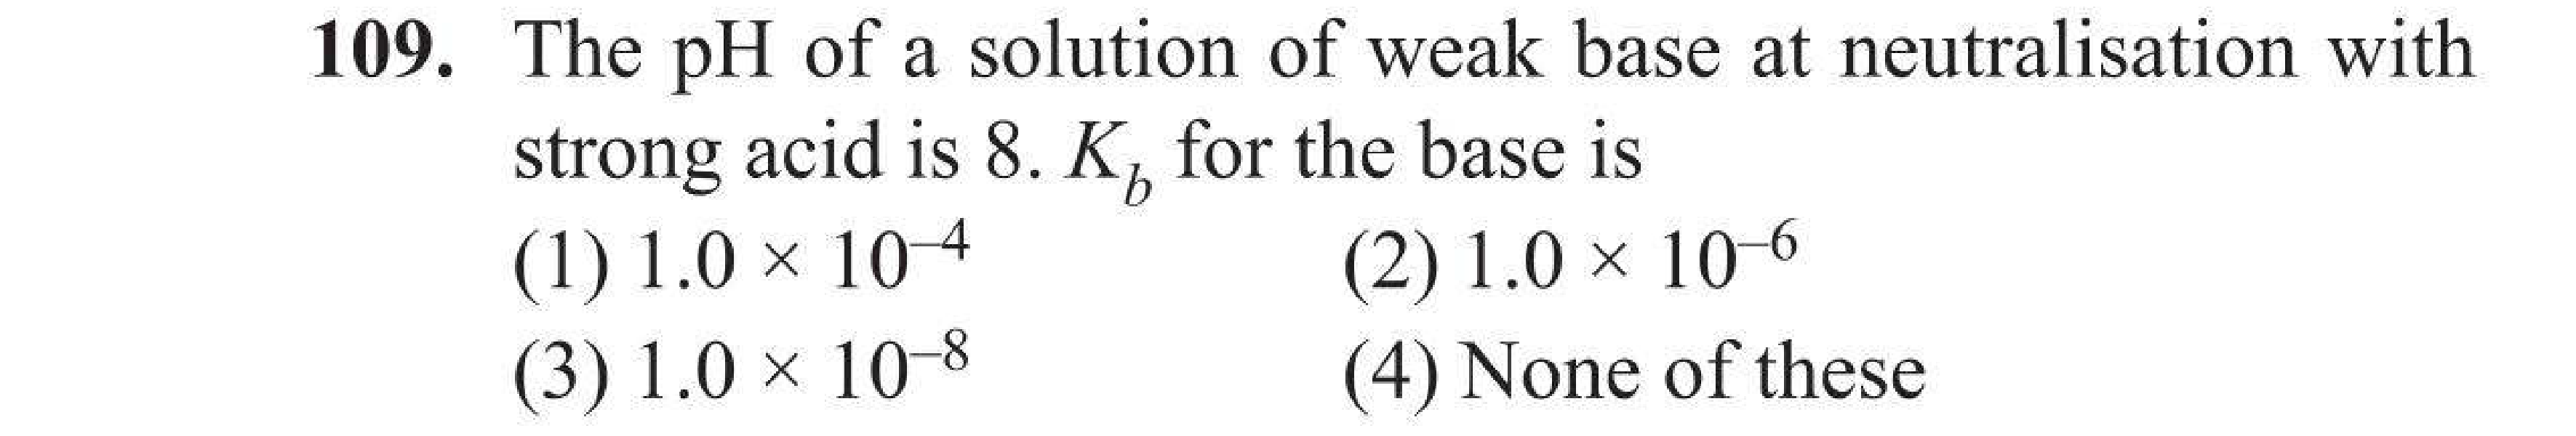 109. The pH of a solution of weak base at neutralisation with
strong acid is 8. K_b for the base is
(1) 1.0 × 10⁻⁴ (2) 1.0 × 10⁻⁶
(3) 1.0 × 10⁻⁸ (4) None of these